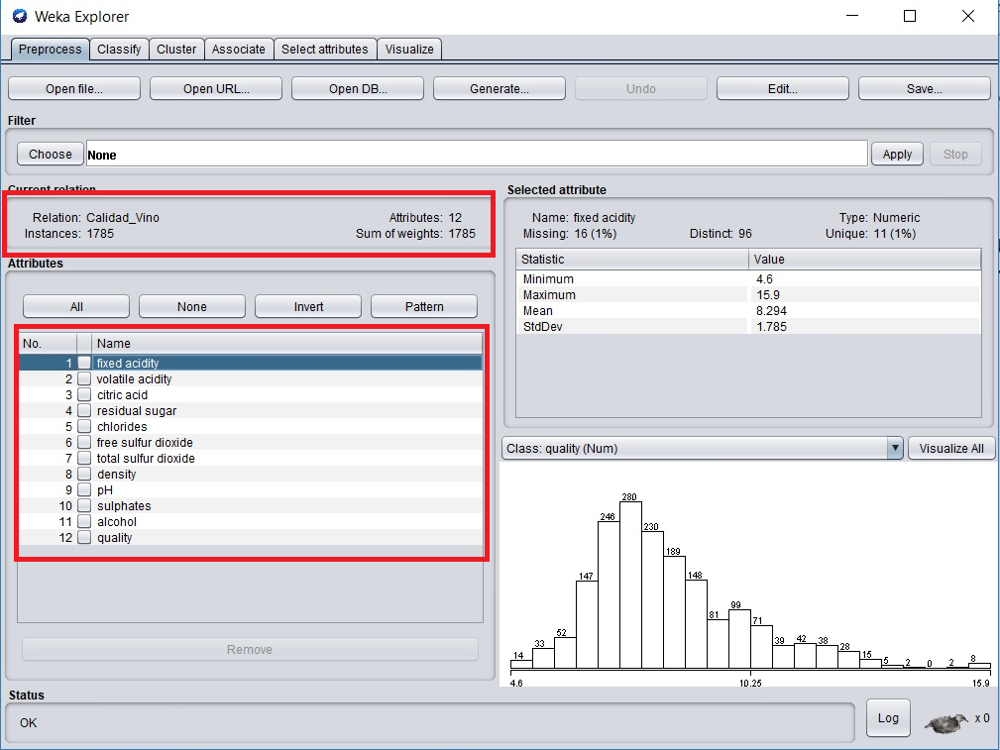 Weka Explorer
Preprocess Classify Cluster Associate Select attributes Visualize
Open file... Open URL... Open DB... Generate... Undo Edit... Save...
Filter
Choose None Apply Stop
Current relation
Relation: Calidad_Vino Attributes: 12
Instances: 1785 Sum of weights: 1785
Selected attribute
Name: fixed acidity Type: Numeric
Missing: 16 (1%) Distinct: 96 Unique: 11 (1%)
Statistic Value
Minimum 4.6
Maximum 15.9
Mean 8.294
StdDev 1.785
Attributes
All None Invert Pattern
No. Name
1 fixed acidity
2 volatile acidity
3 citric acid
4 residual sugar
5 chlorides
6 free sulfur dioxide
7 total sulfur dioxide
8 density
9 pH
10 sulphates
11 alcohol
12 quality
Remove
Class: quality (Num) Visualize All
14 33 52 147 246 280 230 189 148 81 99 71 39 42 38 28 15 5 2 0 2 8
4.6 10.25 15.9
Status
OK Log x 0